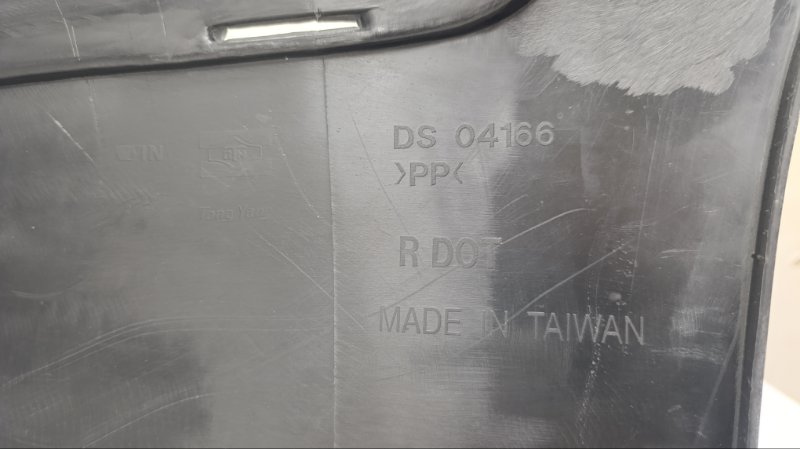 DS 04166
>PP<
R DOT
MADE IN TAIWAN